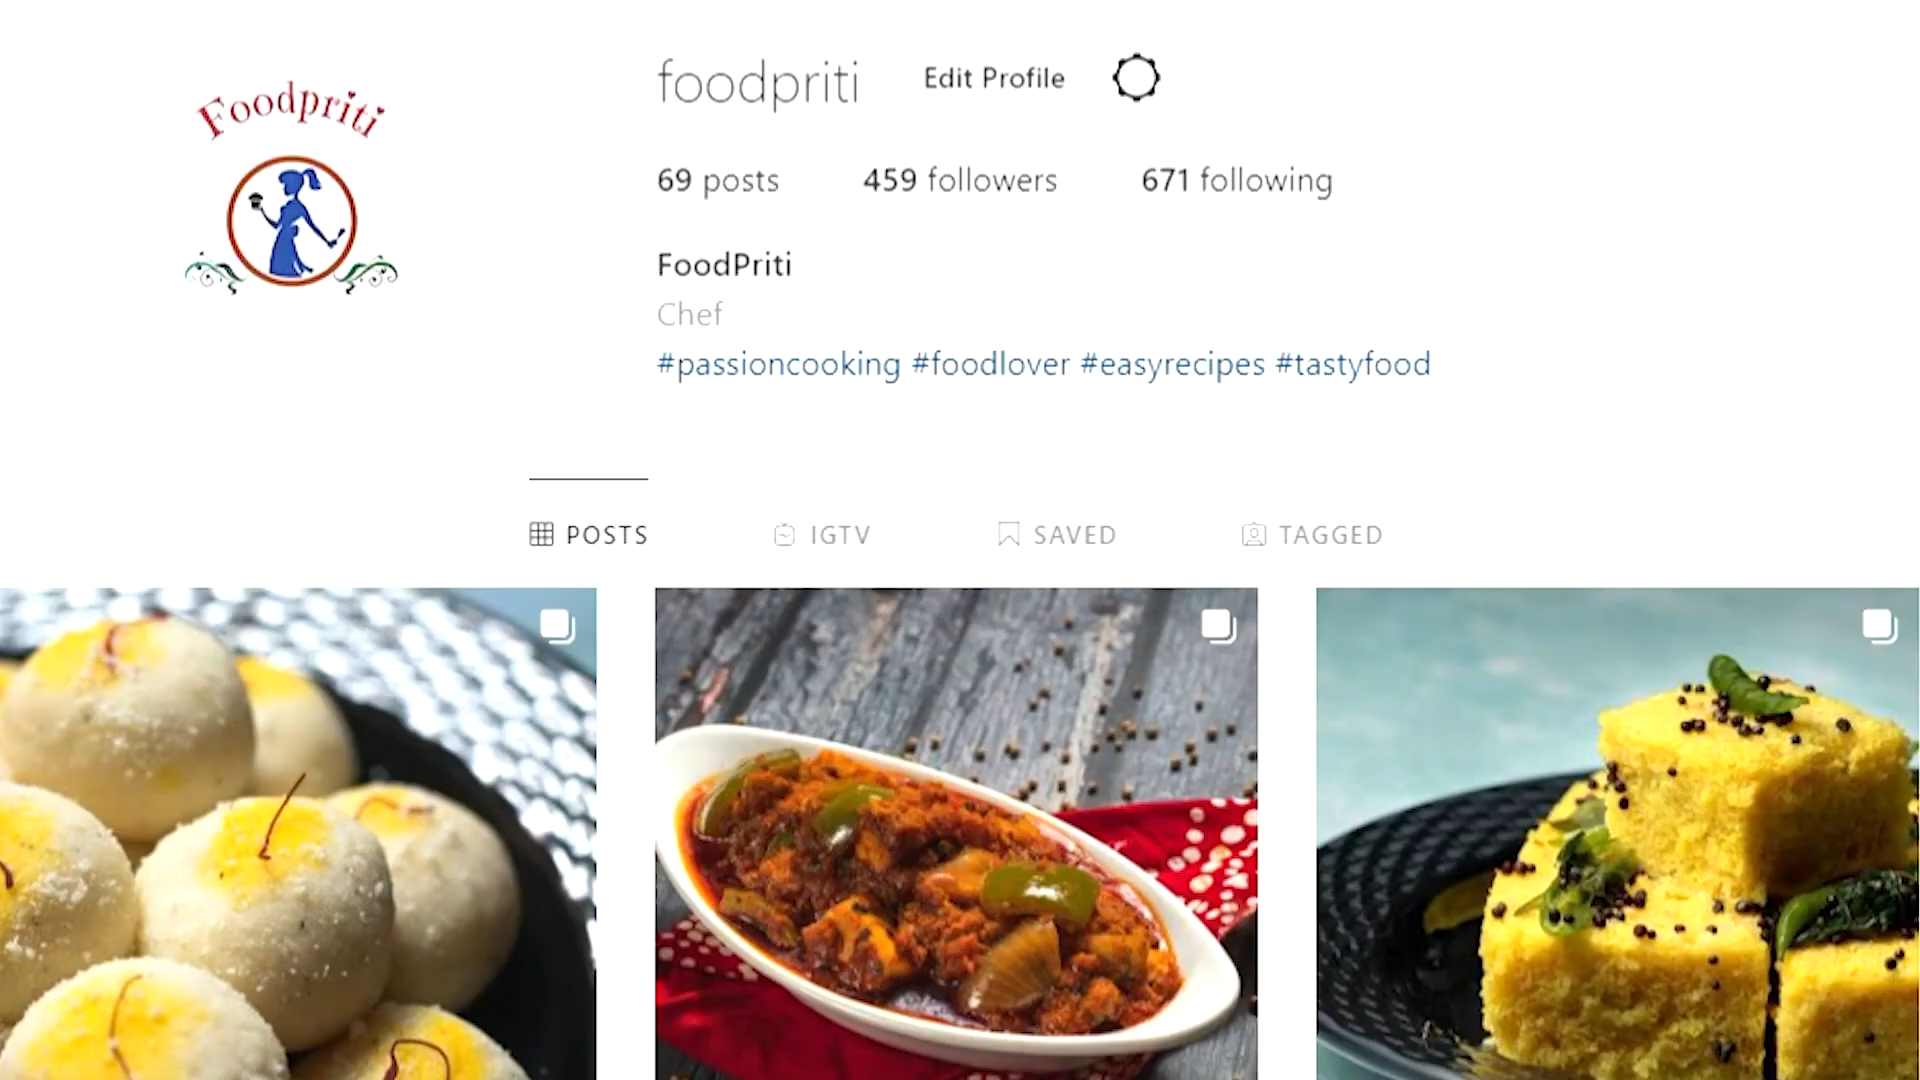 Foodpriti
foodpriti Edit Profile
69 posts 459 followers 671 following
FoodPriti
Chef
#passioncooking #foodlover #easyrecipes #tastyfood
POSTS IGTV SAVED TAGGED